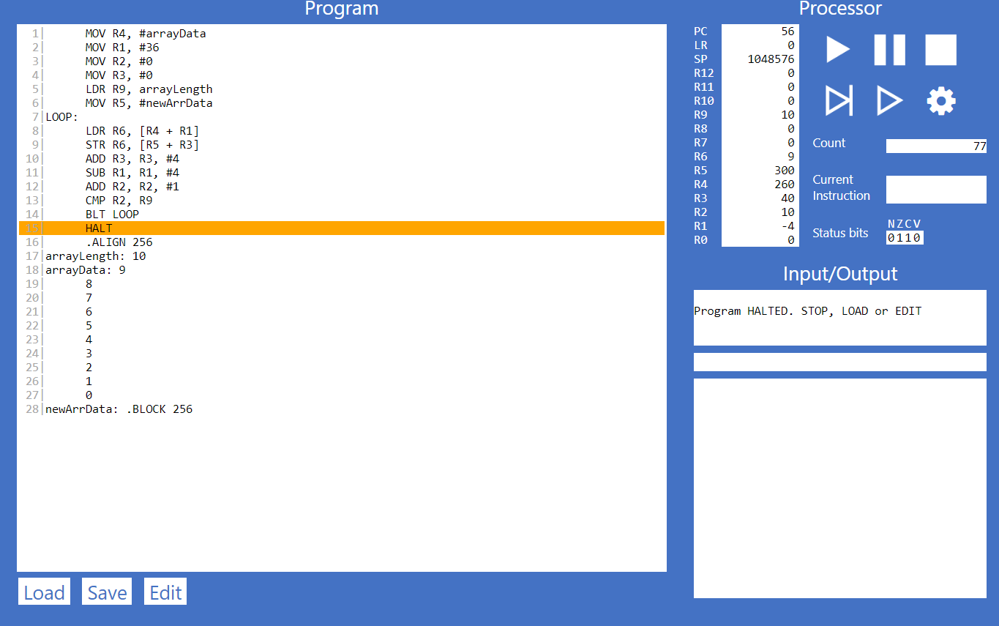 Program
1|      MOV R4, #arrayData
2|      MOV R1, #36
3|      MOV R2, #0
4|      MOV R3, #0
5|      LDR R9, arrayLength
6|      MOV R5, #newArrData
7|LOOP:
8|      LDR R6, [R4 + R1]
9|      STR R6, [R5 + R3]
10|      ADD R3, R3, #4
11|      SUB R1, R1, #4
12|      ADD R2, R2, #1
13|      CMP R2, R9
14|      BLT LOOP
15|      HALT
16|      .ALIGN 256
17|arrayLength: 10
18|arrayData: 9
19|      8
20|      7
21|      6
22|      5
23|      4
24|      3
25|      2
26|      1
27|      0
28|newArrData: .BLOCK 256
Load Save Edit
Processor
PC 56
LR 0
SP 1048576
R12 0
R11 0
R10 0
R9 10
R8 0
R7 0
R6 9
R5 300
R4 260
R3 40
R2 10
R1 -4
R0 0
Count 77
Current
Instruction
NZCV
Status bits 0110
Input/Output
Program HALTED. STOP, LOAD or EDIT